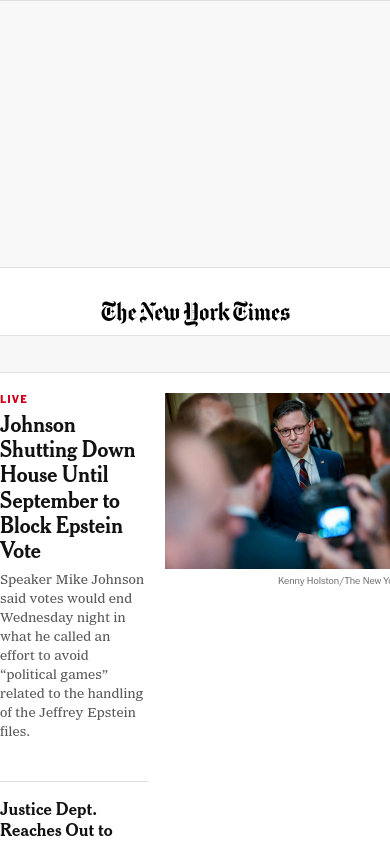 The New York Times
LIVE
Johnson
Shutting Down
House Until
September to
Block Epstein
Vote
Speaker Mike Johnson
said votes would end
Wednesday night in
what he called an
effort to avoid
“political games”
related to the handling
of the Jeffrey Epstein
files.
Kenny Holston/The New Yo
Justice Dept.
Reaches Out to